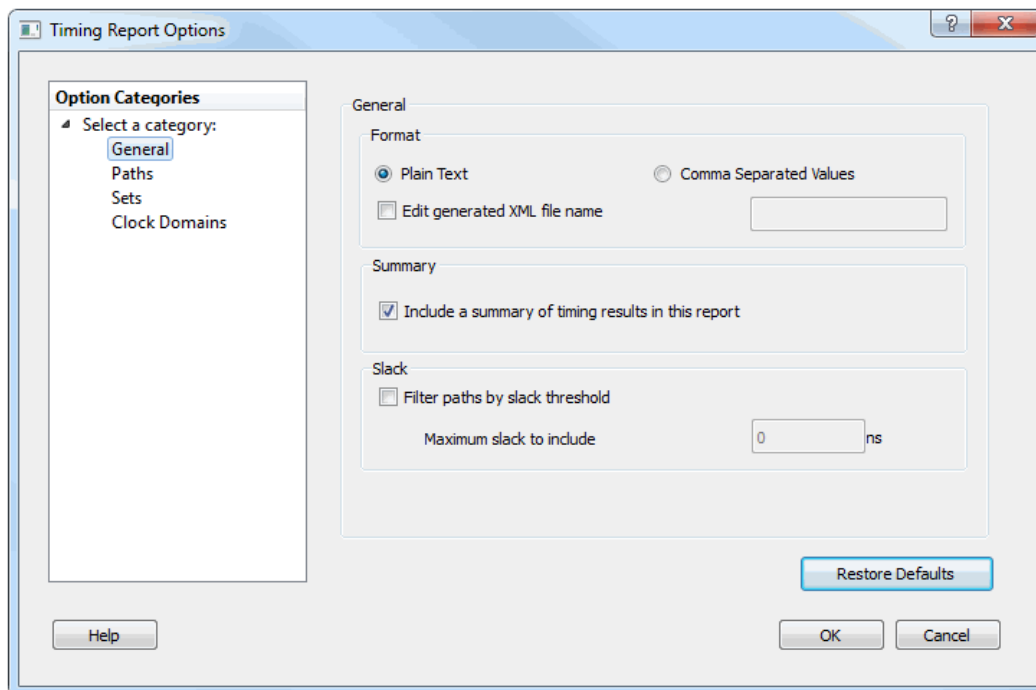 Timing Report Options
Option Categories
Select a category:
General
Paths
Sets
Clock Domains
General
Format
Plain Text
Comma Separated Values
Edit generated XML file name
Summary
Include a summary of timing results in this report
Slack
Filter paths by slack threshold
Maximum slack to include 0 ns
Restore Defaults
Help OK Cancel